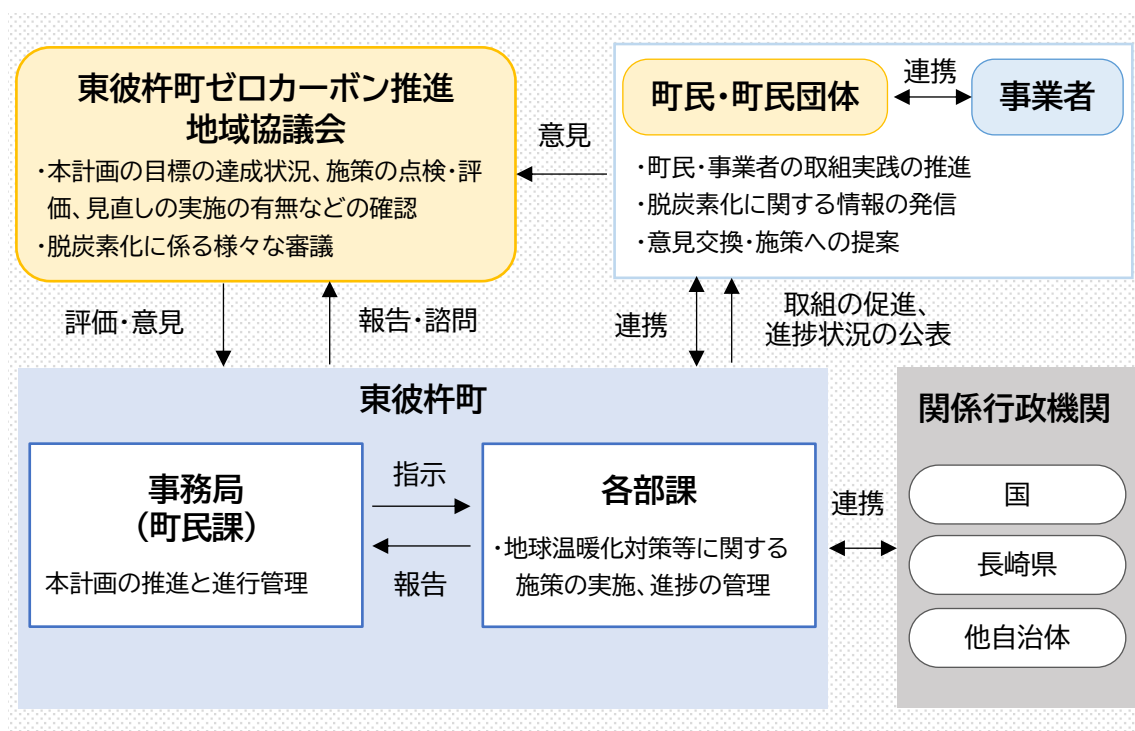 東彼杵町ゼロカーボン推進
地域協議会
・本計画の目標の達成状況、施策の点検・評
価、見直しの実施の有無などの確認
・脱炭素化に係る様々な審議
意見
町民・町民団体
連携
事業者
・町民・事業者の取組実践の推進
・脱炭素化に関する情報の発信
・意見交換・施策への提案
評価・意見
報告・諮問
連携
取組の促進、
進捗状況の公表
東彼杵町
事務局
（町民課）
本計画の推進と進行管理
指示
報告
各部課
・地球温暖化対策等に関する
施策の実施、進捗の管理
連携
関係行政機関
国
長崎県
他自治体